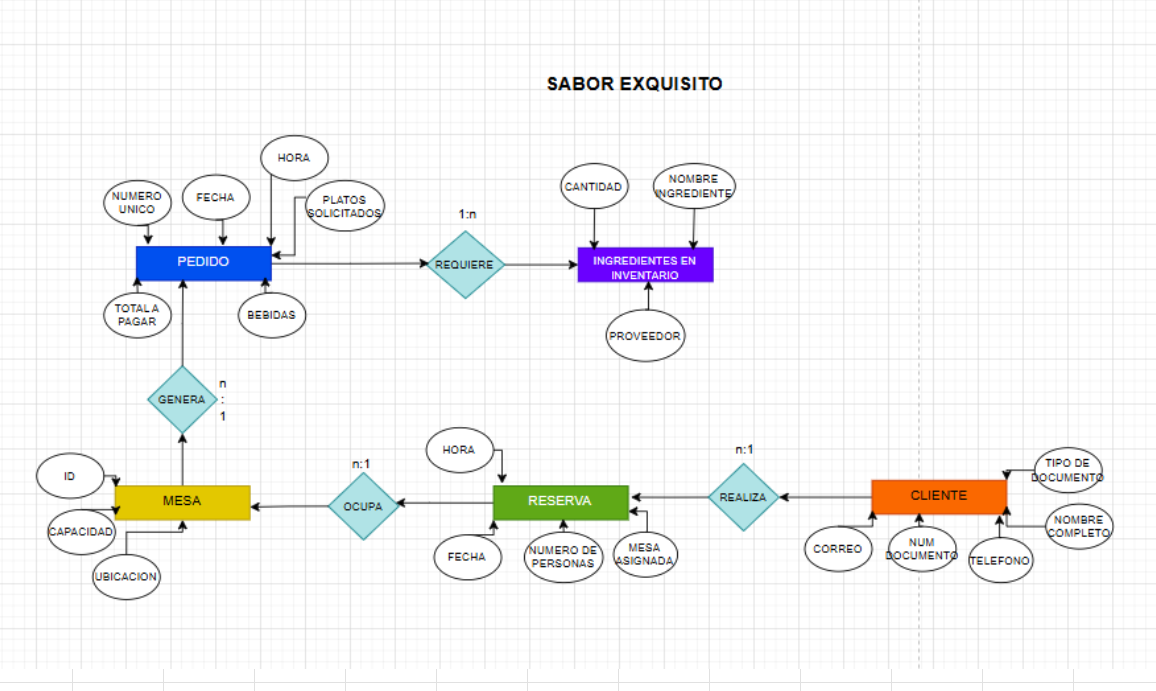 SABOR EXQUISITO
HORA
NUMERO
UNICO
FECHA
PLATOS
SOLICITADOS
CANTIDAD
NOMBRE
INGREDIENTE
1:n
PEDIDO
REQUIERE
INGREDIENTES EN
INVENTARIO
TOTAL A
PAGAR
BEBIDAS
PROVEEDOR
GENERA
n
:
1
HORA
n:1
n:1
ID
MESA
OCUPA
RESERVA
REALIZA
CLIENTE
TIPO DE
DOCUMENTO
CAPACIDAD
UBICACION
FECHA
NUMERO DE
PERSONAS
MESA
ASIGNADA
CORREO
NUM
DOCUMENTO
TELEFONO
NOMBRE
COMPLETO